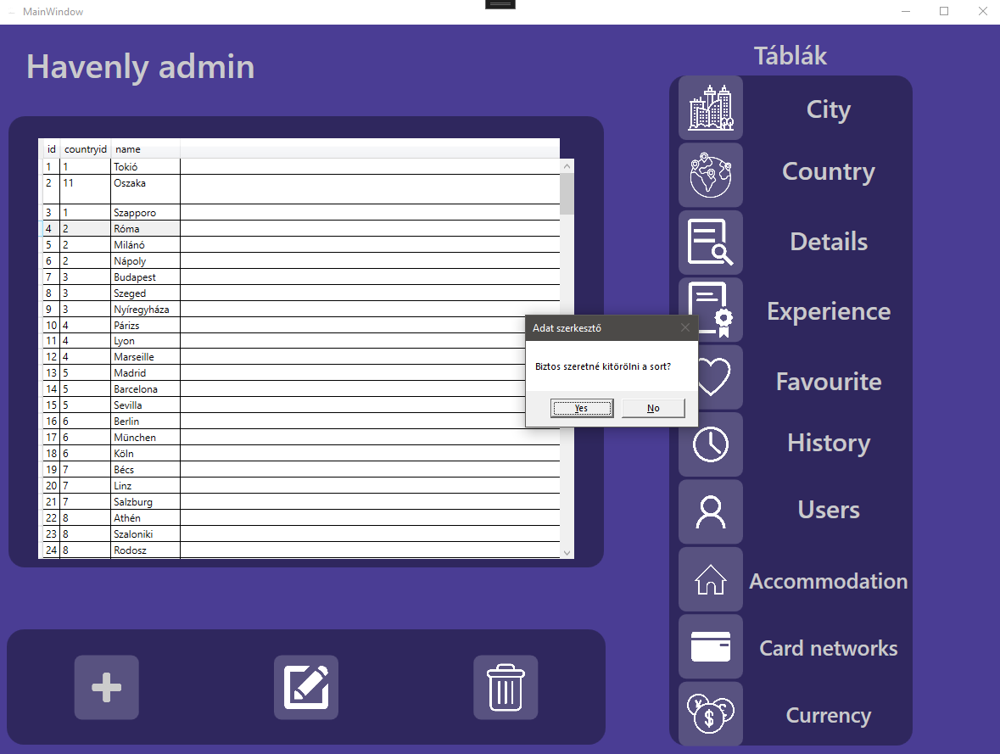 MainWindow
Havenly admin
id countryid name
1 1 Tokió
2 11 Oszaka
3 1 Szapporo
4 2 Róma
5 2 Milánó
6 2 Nápoly
7 3 Budapest
8 3 Szeged
9 3 Nyíregyháza
10 4 Párizs
11 4 Lyon
12 4 Marseille
13 5 Madrid
14 5 Barcelona
15 5 Sevilla
16 6 Berlin
17 6 München
18 6 Köln
19 7 Bécs
20 7 Linz
21 7 Salzburg
22 8 Athén
23 8 Szaloniki
24 8 Rodosz
Adat szerkesztő
Biztos szeretné kitörölni a sort?
Yes No
Táblák
City
Country
Details
Experience
Favourite
History
Users
Accommodation
Card networks
Currency